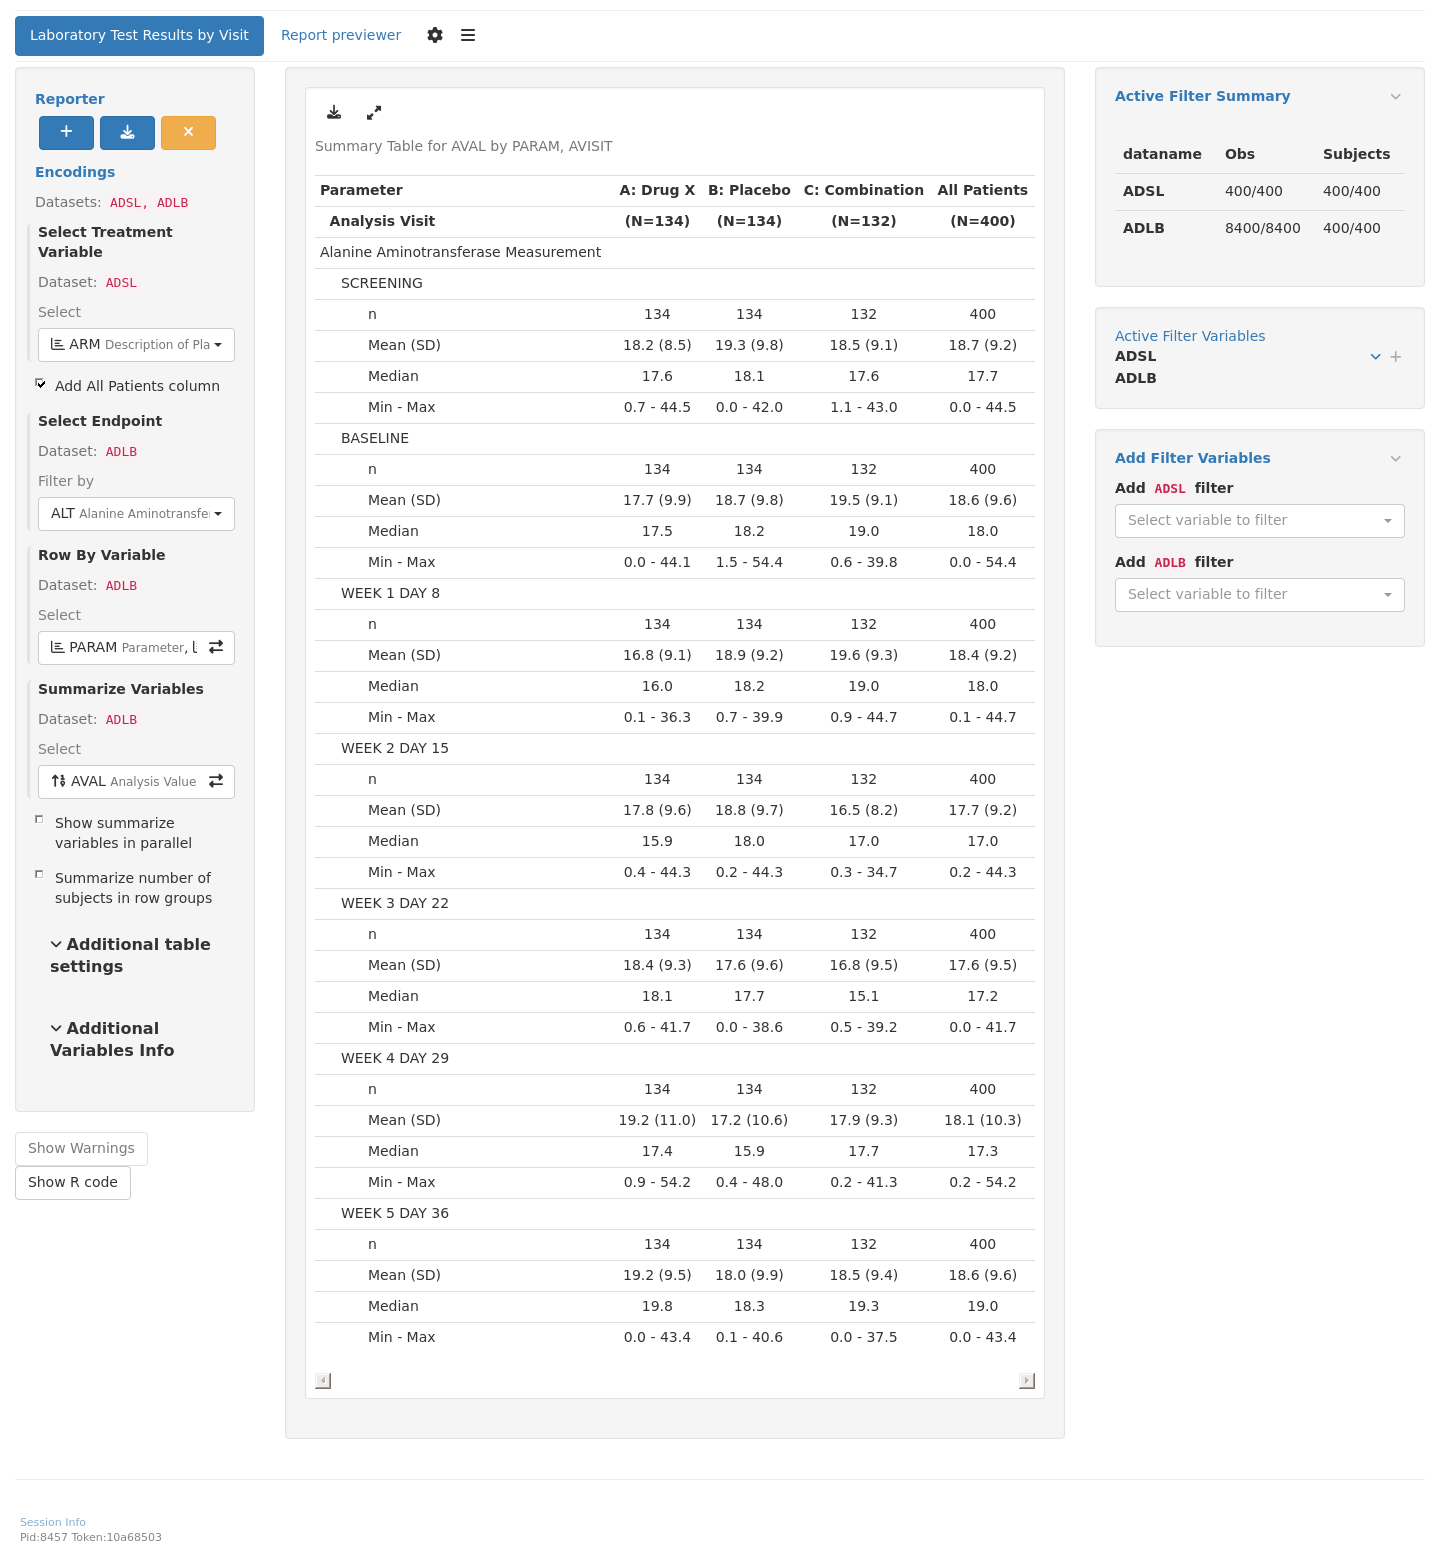 Laboratory Test Results by Visit
Report previewer
Reporter
Encodings
Datasets: ADSL, ADLB
Select Treatment
Variable
Dataset: ADSL
Select
ARM Description of Pla
Add All Patients column
Select Endpoint
Dataset: ADLB
Filter by
ALT Alanine Aminotransfe
Row By Variable
Dataset: ADLB
Select
PARAM Parameter,
Summarize Variables
Dataset: ADLB
Select
AVAL Analysis Value
Show summarize
variables in parallel
Summarize number of
subjects in row groups
Additional table
settings
Additional
Variables Info
Show Warnings
Show R code
Summary Table for AVAL by PARAM, AVISIT
Parameter A: Drug X B: Placebo C: Combination All Patients
Analysis Visit (N=134) (N=134) (N=132) (N=400)
Alanine Aminotransferase Measurement
SCREENING
n 134 134 132 400
Mean (SD) 18.2 (8.5) 19.3 (9.8) 18.5 (9.1) 18.7 (9.2)
Median 17.6 18.1 17.6 17.7
Min - Max 0.7 - 44.5 0.0 - 42.0 1.1 - 43.0 0.0 - 44.5
BASELINE
n 134 134 132 400
Mean (SD) 17.7 (9.9) 18.7 (9.8) 19.5 (9.1) 18.6 (9.6)
Median 17.5 18.2 19.0 18.0
Min - Max 0.0 - 44.1 1.5 - 54.4 0.6 - 39.8 0.0 - 54.4
WEEK 1 DAY 8
n 134 134 132 400
Mean (SD) 16.8 (9.1) 18.9 (9.2) 19.6 (9.3) 18.4 (9.2)
Median 16.0 18.2 19.0 18.0
Min - Max 0.1 - 36.3 0.7 - 39.9 0.9 - 44.7 0.1 - 44.7
WEEK 2 DAY 15
n 134 134 132 400
Mean (SD) 17.8 (9.6) 18.8 (9.7) 16.5 (8.2) 17.7 (9.2)
Median 15.9 18.0 17.0 17.0
Min - Max 0.4 - 44.3 0.2 - 44.3 0.3 - 34.7 0.2 - 44.3
WEEK 3 DAY 22
n 134 134 132 400
Mean (SD) 18.4 (9.3) 17.6 (9.6) 16.8 (9.5) 17.6 (9.5)
Median 18.1 17.7 15.1 17.2
Min - Max 0.6 - 41.7 0.0 - 38.6 0.5 - 39.2 0.0 - 41.7
WEEK 4 DAY 29
n 134 134 132 400
Mean (SD) 19.2 (11.0) 17.2 (10.6) 17.9 (9.3) 18.1 (10.3)
Median 17.4 15.9 17.7 17.3
Min - Max 0.9 - 54.2 0.4 - 48.0 0.2 - 41.3 0.2 - 54.2
WEEK 5 DAY 36
n 134 134 132 400
Mean (SD) 19.2 (9.5) 18.0 (9.9) 18.5 (9.4) 18.6 (9.6)
Median 19.8 18.3 19.3 19.0
Min - Max 0.0 - 43.4 0.1 - 40.6 0.0 - 37.5 0.0 - 43.4
Active Filter Summary
dataname Obs Subjects
ADSL 400/400 400/400
ADLB 8400/8400 400/400
Active Filter Variables
ADSL
ADLB
Add Filter Variables
Add ADSL filter
Select variable to filter
Add ADLB filter
Select variable to filter
Session Info
Pid:8457 Token:10a68503